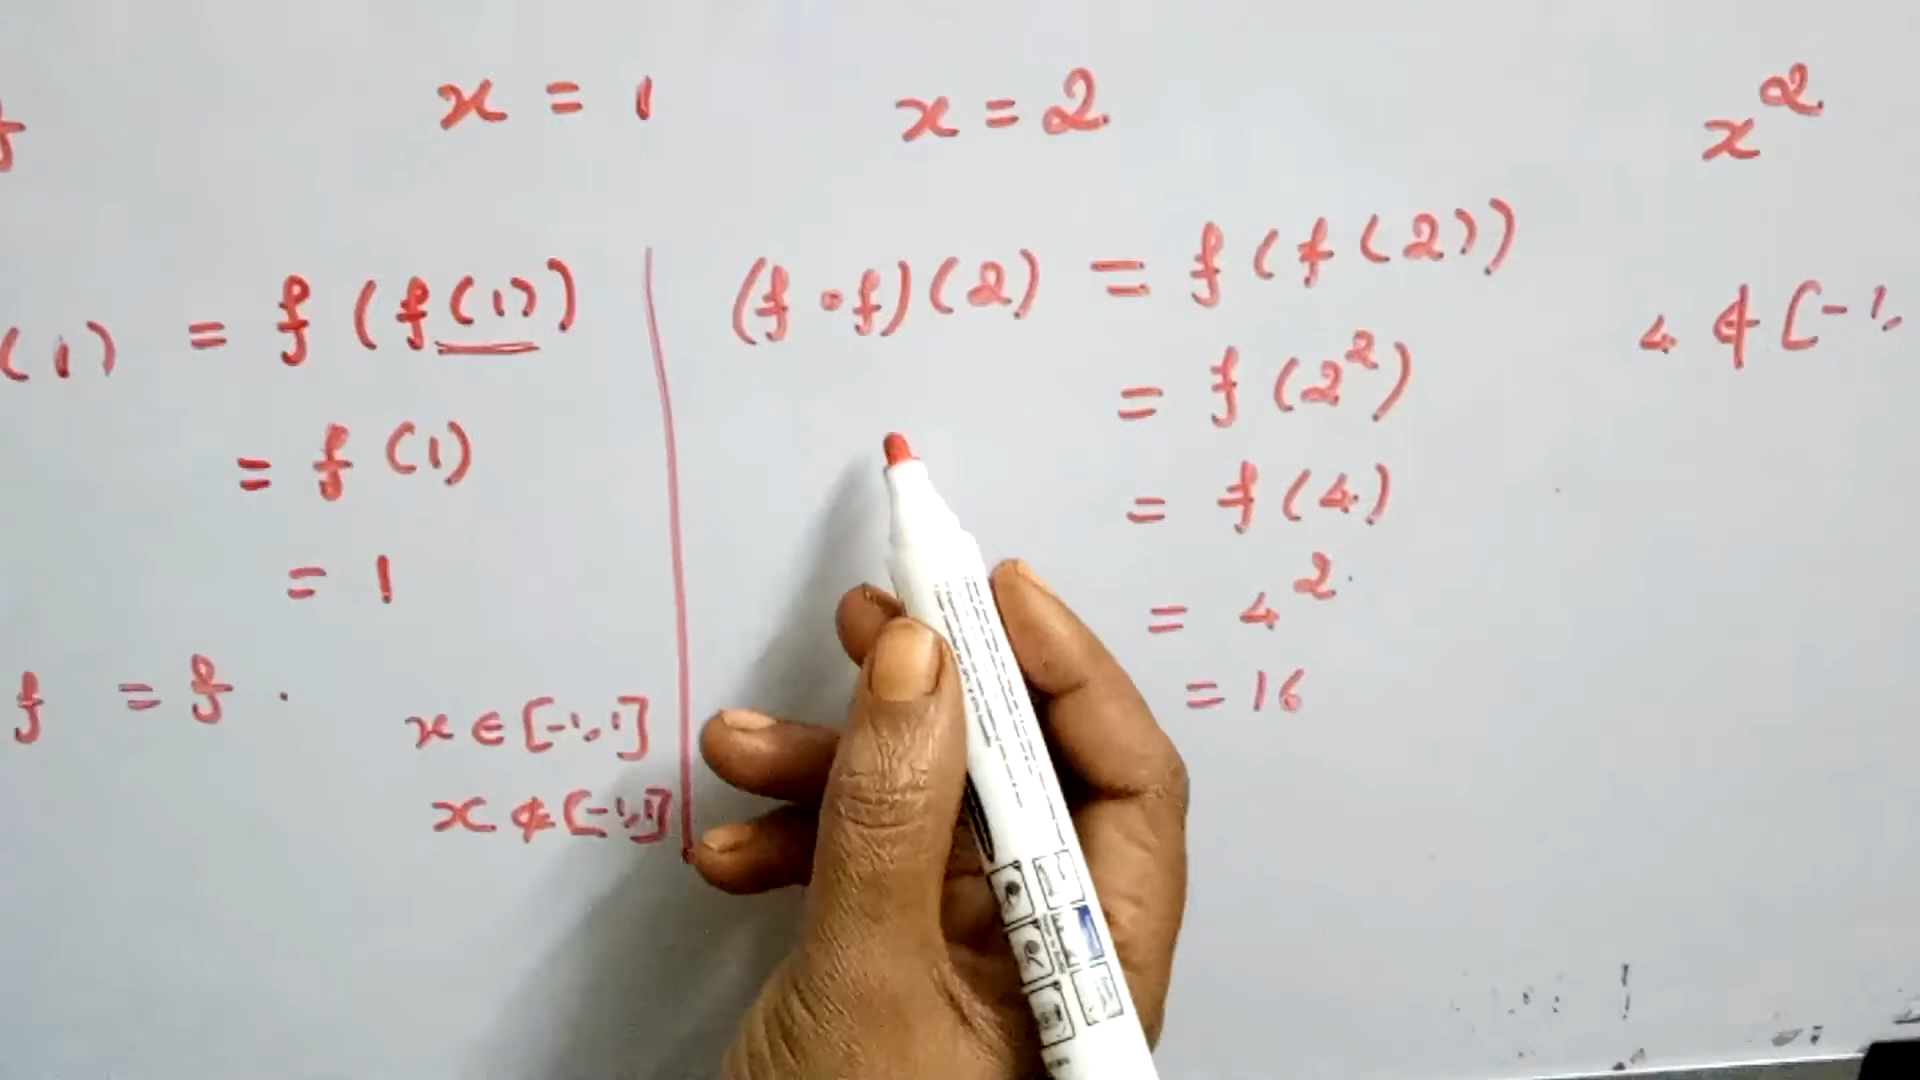 x = 1
x = 2
x²
(1) = f(f(1))
= f(1)
= 1
f = f.
x ∈ [-1,1]
x ∉ [-1,1]
(f∘f)(2) = f(f(2))
= f(2²)
= f(4)
= 4²
= 16
4 ∉ [-1,